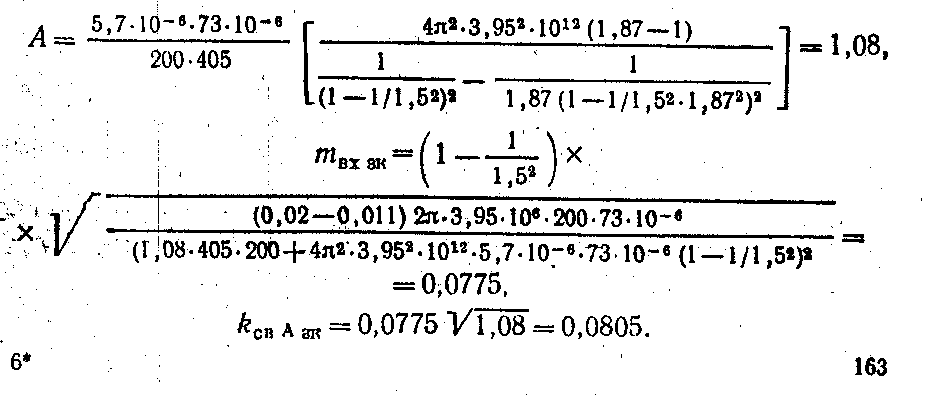 A = 5,7·10⁻⁶·73·10⁻⁶ / 200·405 [ 4π²·3,95²·10¹² (1,87—1) / ( 1 / (1—1/1,5²)² — 1 / 1,87 (1—1/1,5²·1,87²)² ) ] = 1,08,
m вх эк = (1 — 1 / 1,5²) ×
× √ (0,02—0,011) 2π·3,95·10⁶·200·73·10⁻⁶ / (1,08·405·200+4π²·3,95²·10¹²·5,7·10⁻⁶·73·10⁻⁶ (1—1/1,5²)² =
= 0,0775,
k св А эк = 0,0775 √1,08 = 0,0805.
6* 163